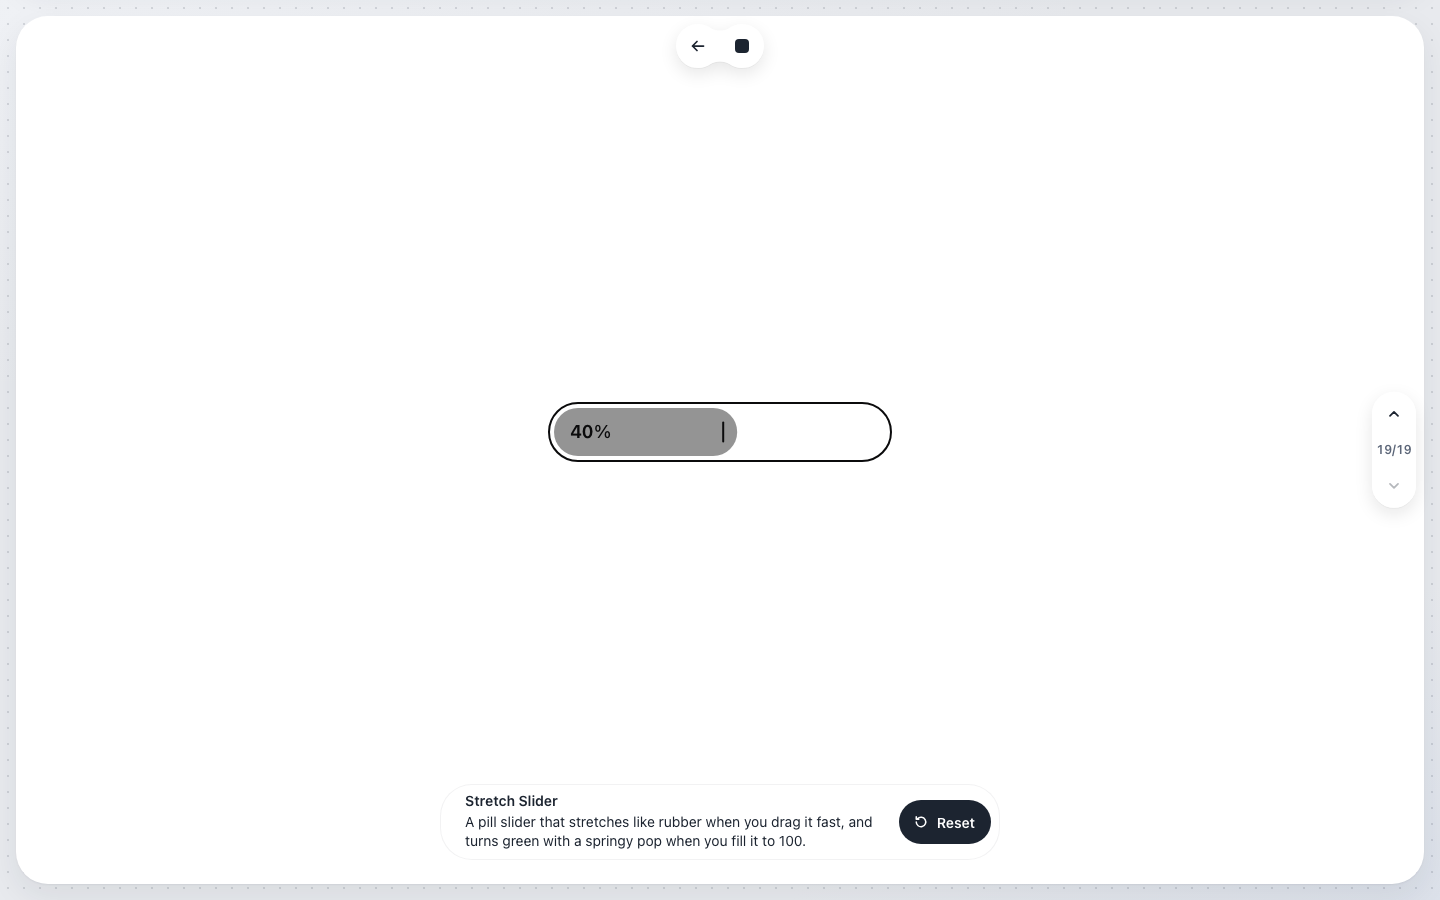 40%
19/19
Stretch Slider
A pill slider that stretches like rubber when you drag it fast, and
turns green with a springy pop when you fill it to 100.
Reset